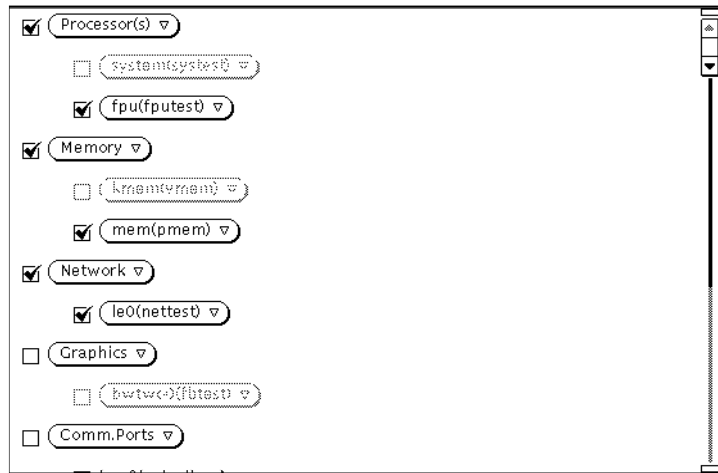 Processor(s)
system(systest)
fpu(fputest)
Memory
kmem(vmem)
mem(pmem)
Network
le0(nettest)
Graphics
Comm.Ports